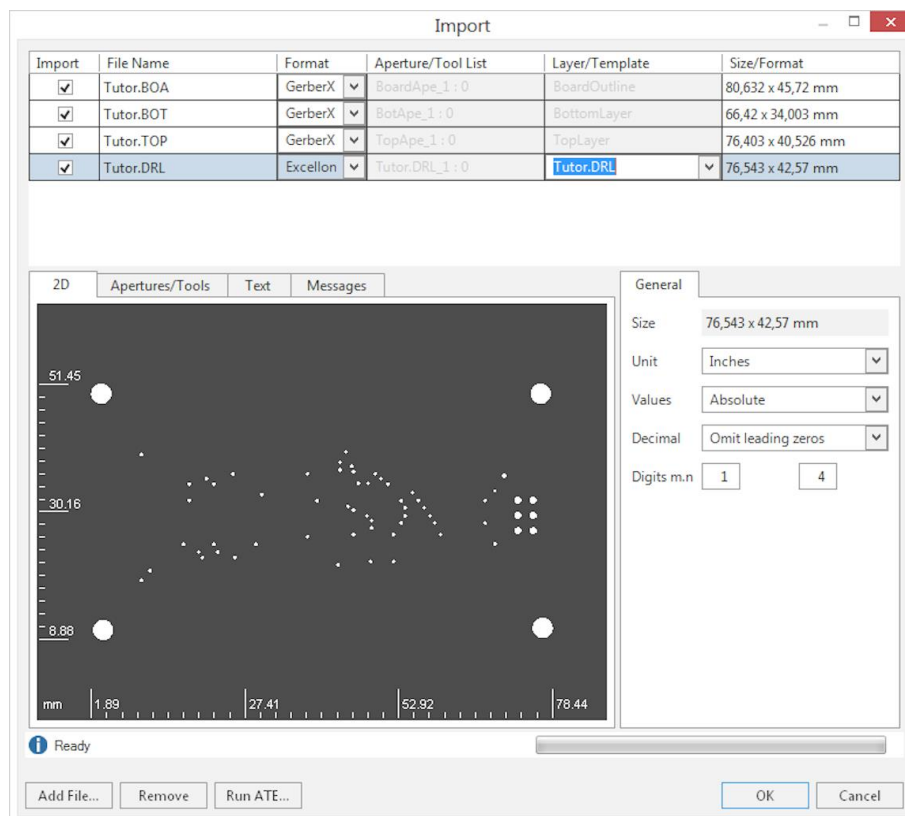 Import
Import File Name Format Aperture/Tool List Layer/Template Size/Format
Tutor.BOA GerberX BoardApe_1 : 0 BoardOutline 80,632 x 45,72 mm
Tutor.BOT GerberX BotApe_1 : 0 BottomLayer 66,42 x 34,003 mm
Tutor.TOP GerberX TopApe_1 : 0 TopLayer 76,403 x 40,526 mm
Tutor.DRL Excellon Tutor.DRL_1 : 0 Tutor.DRL 76,543 x 42,57 mm
2D Apertures/Tools Text Messages General
Size 76,543 x 42,57 mm
Unit Inches
51.45
Values Absolute
Decimal Omit leading zeros
Digits m.n 1 4
30.16
8.88
mm 1.89 27.41 52.92 78.44
Ready
Add File... Remove Run ATE... OK Cancel